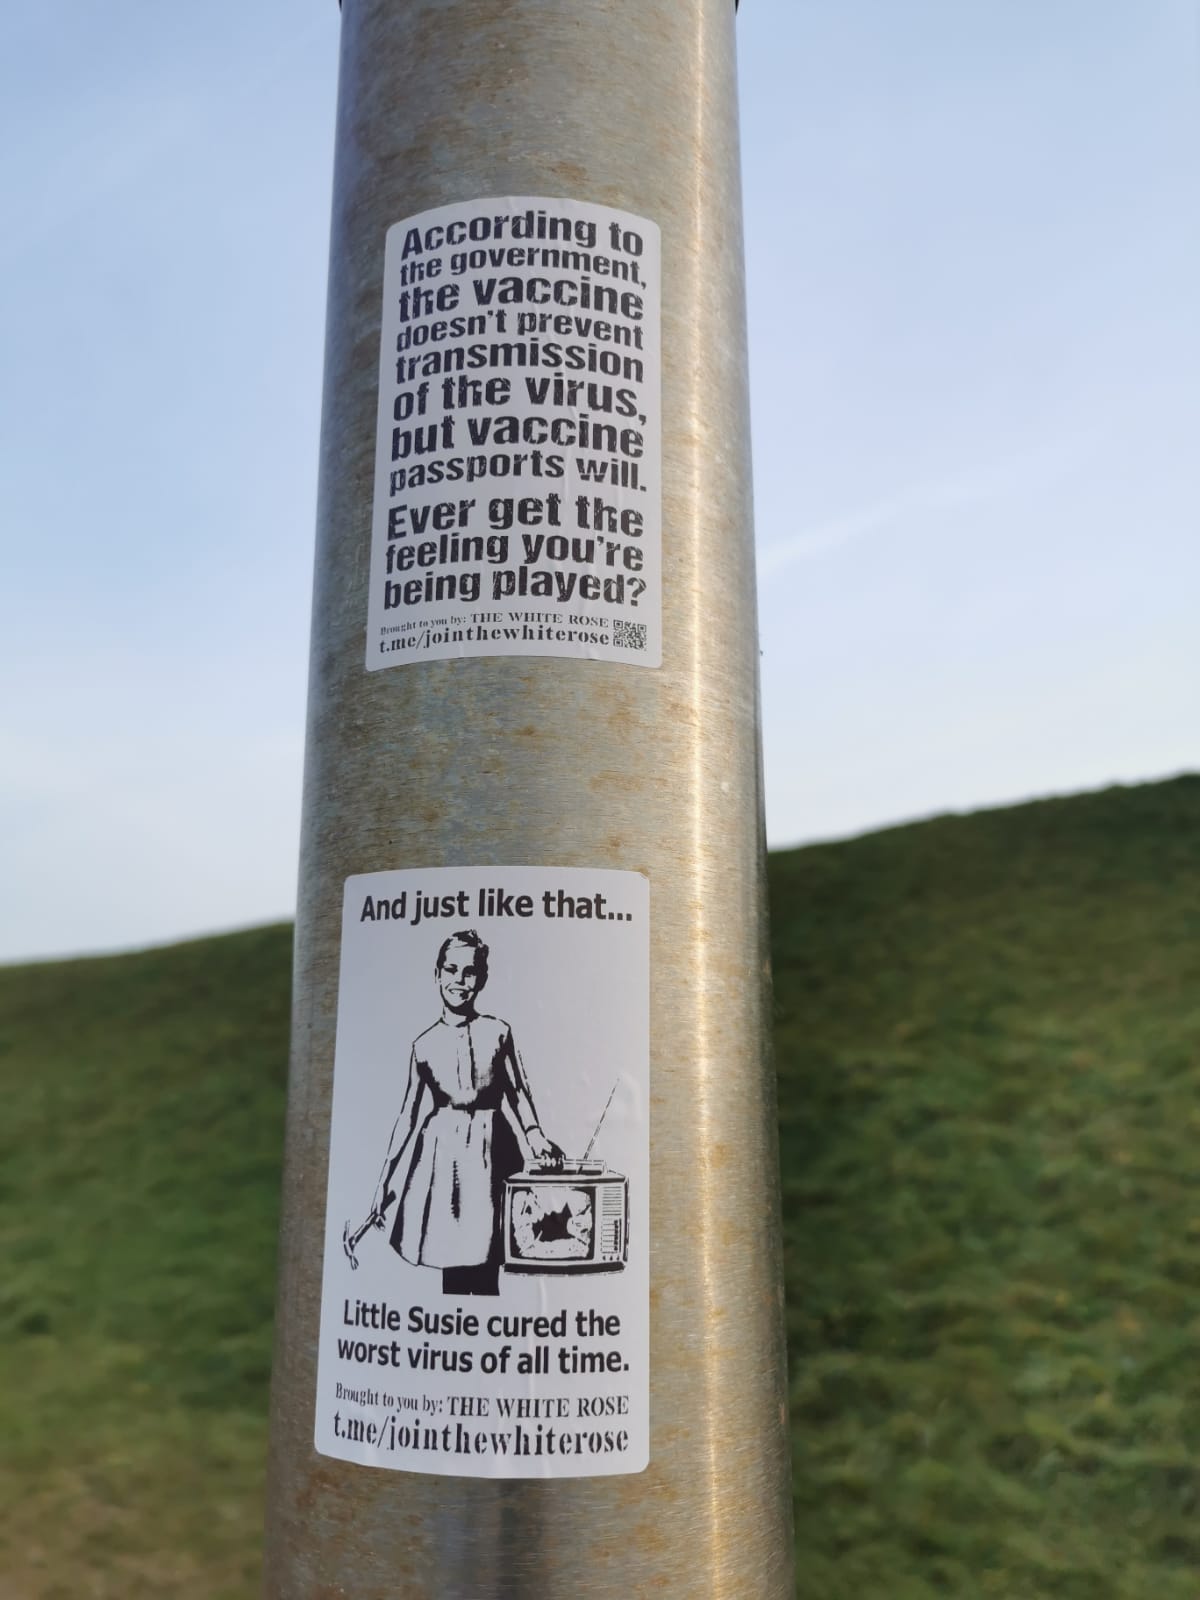 According to
the government,
the vaccine
doesn't prevent
transmission
of the virus,
but vaccine
passports will.
Ever get the
feeling you're
being played?
Brought to you by: THE WHITE ROSE
t.me/jointhewhiterose
And just like that...
Little Susie cured the
worst virus of all time.
Brought to you by: THE WHITE ROSE
t.me/jointhewhiterose